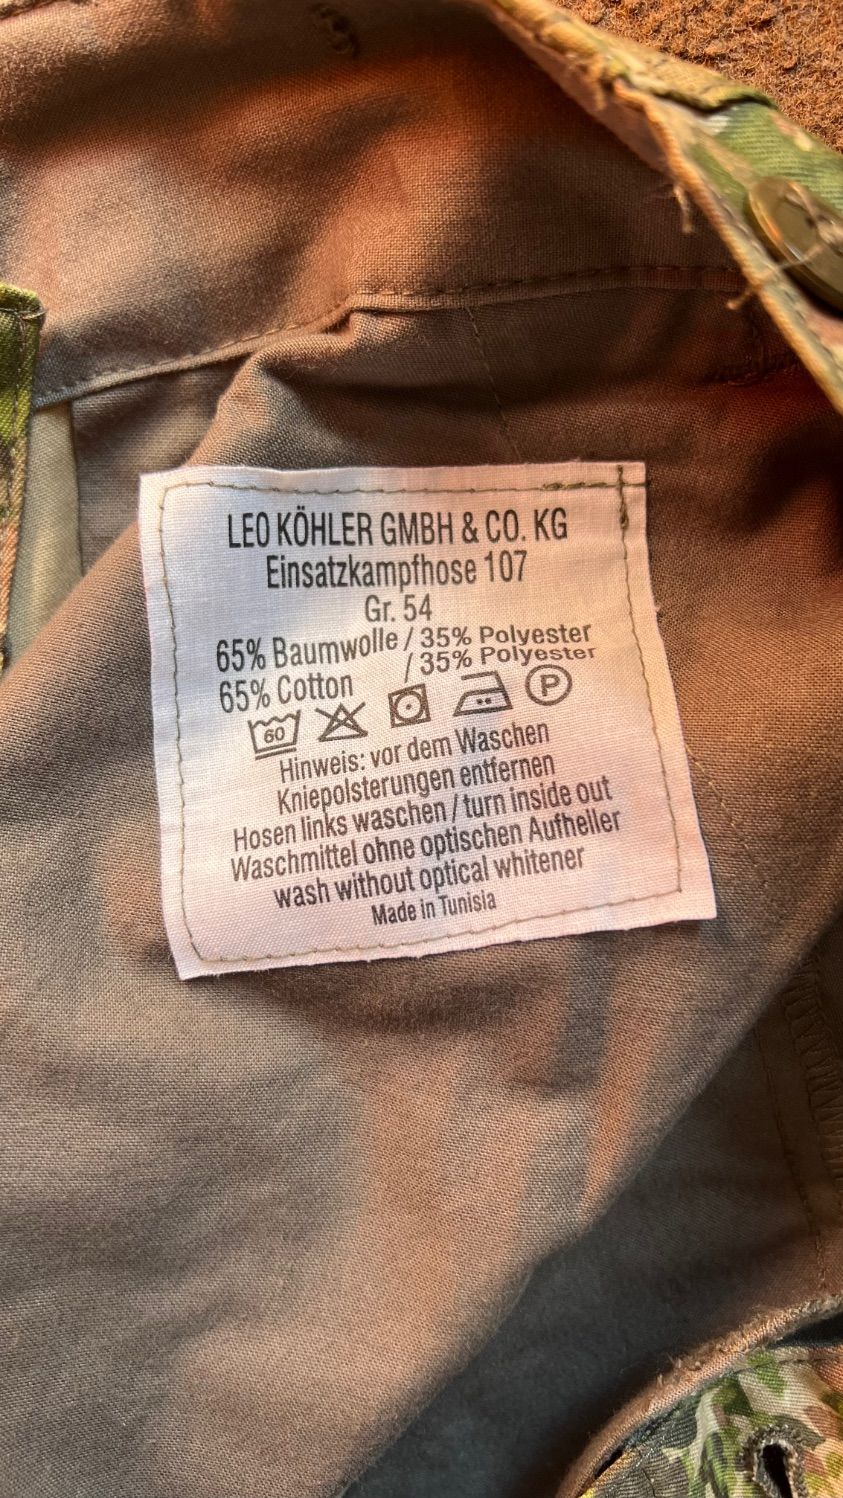 LEO KÖHLER GMBH & CO. KG
Einsatzkampfhose 107
Gr. 54
65% Baumwolle / 35% Polyester
65% Cotton / 35% Polyester
60 P
Hinweis: vor dem Waschen
Kniepolsterungen entfernen
Hosen links waschen / turn inside out
Waschmittel ohne optischen Aufheller
wash without optical whitener
Made in Tunisia